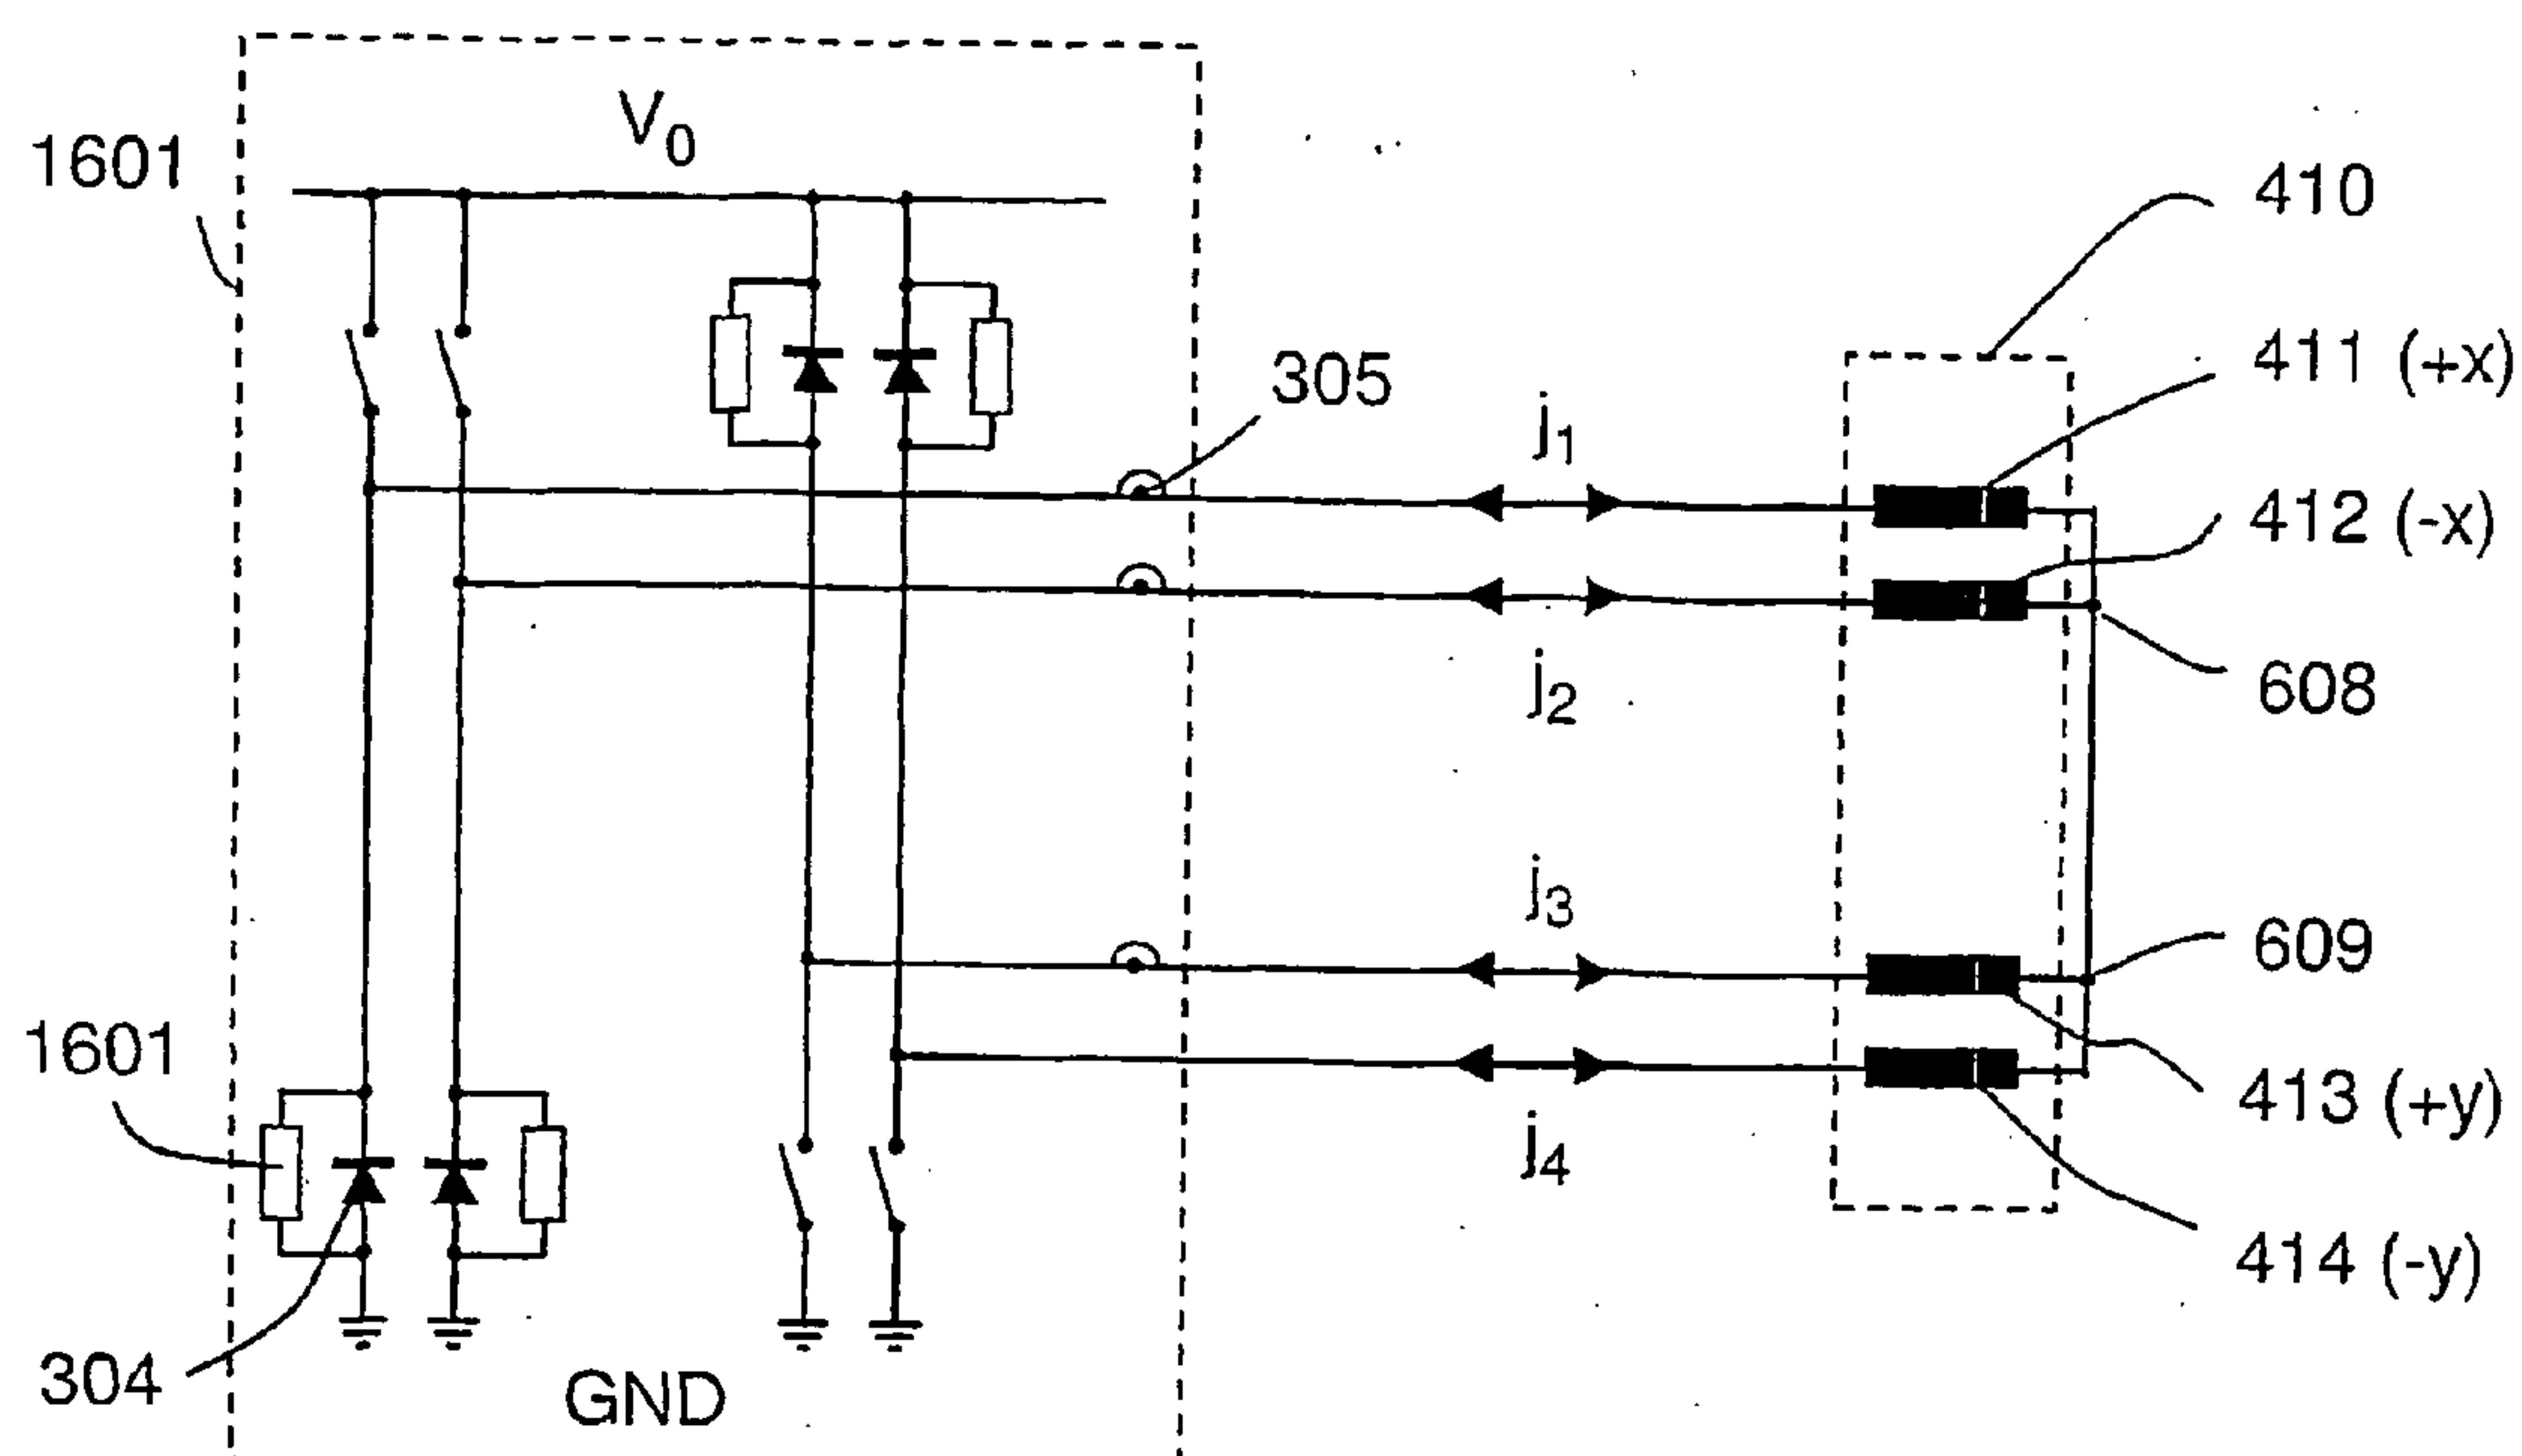 V0
1601
410
411 (+x)
305
j1
412 (-x)
608
j2
j3
609
1601
413 (+y)
j4
414 (-y)
304
GND